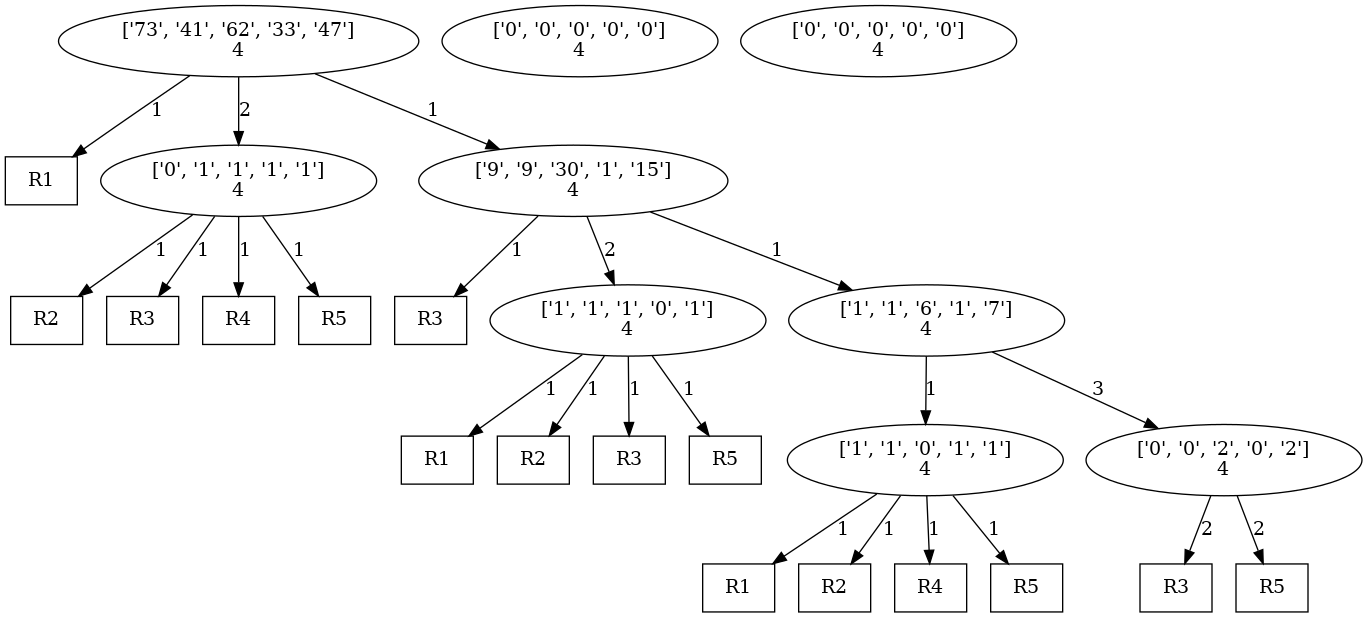 ['73', '41', '62', '33', '47']
4
['0', '0', '0', '0', '0']
4
['0', '0', '0', '0', '0']
4
1
2
1
R1
['0', '1', '1', '1', '1']
4
['9', '9', '30', '1', '15']
4
1
1
1
1
1
2
1
R2
R3
R4
R5
R3
['1', '1', '1', '0', '1']
4
['1', '1', '6', '1', '7']
4
1
1
1
1
1
3
R1
R2
R3
R5
['1', '1', '0', '1', '1']
4
['0', '0', '2', '0', '2']
4
1
1
1
1
2
2
R1
R2
R4
R5
R3
R5